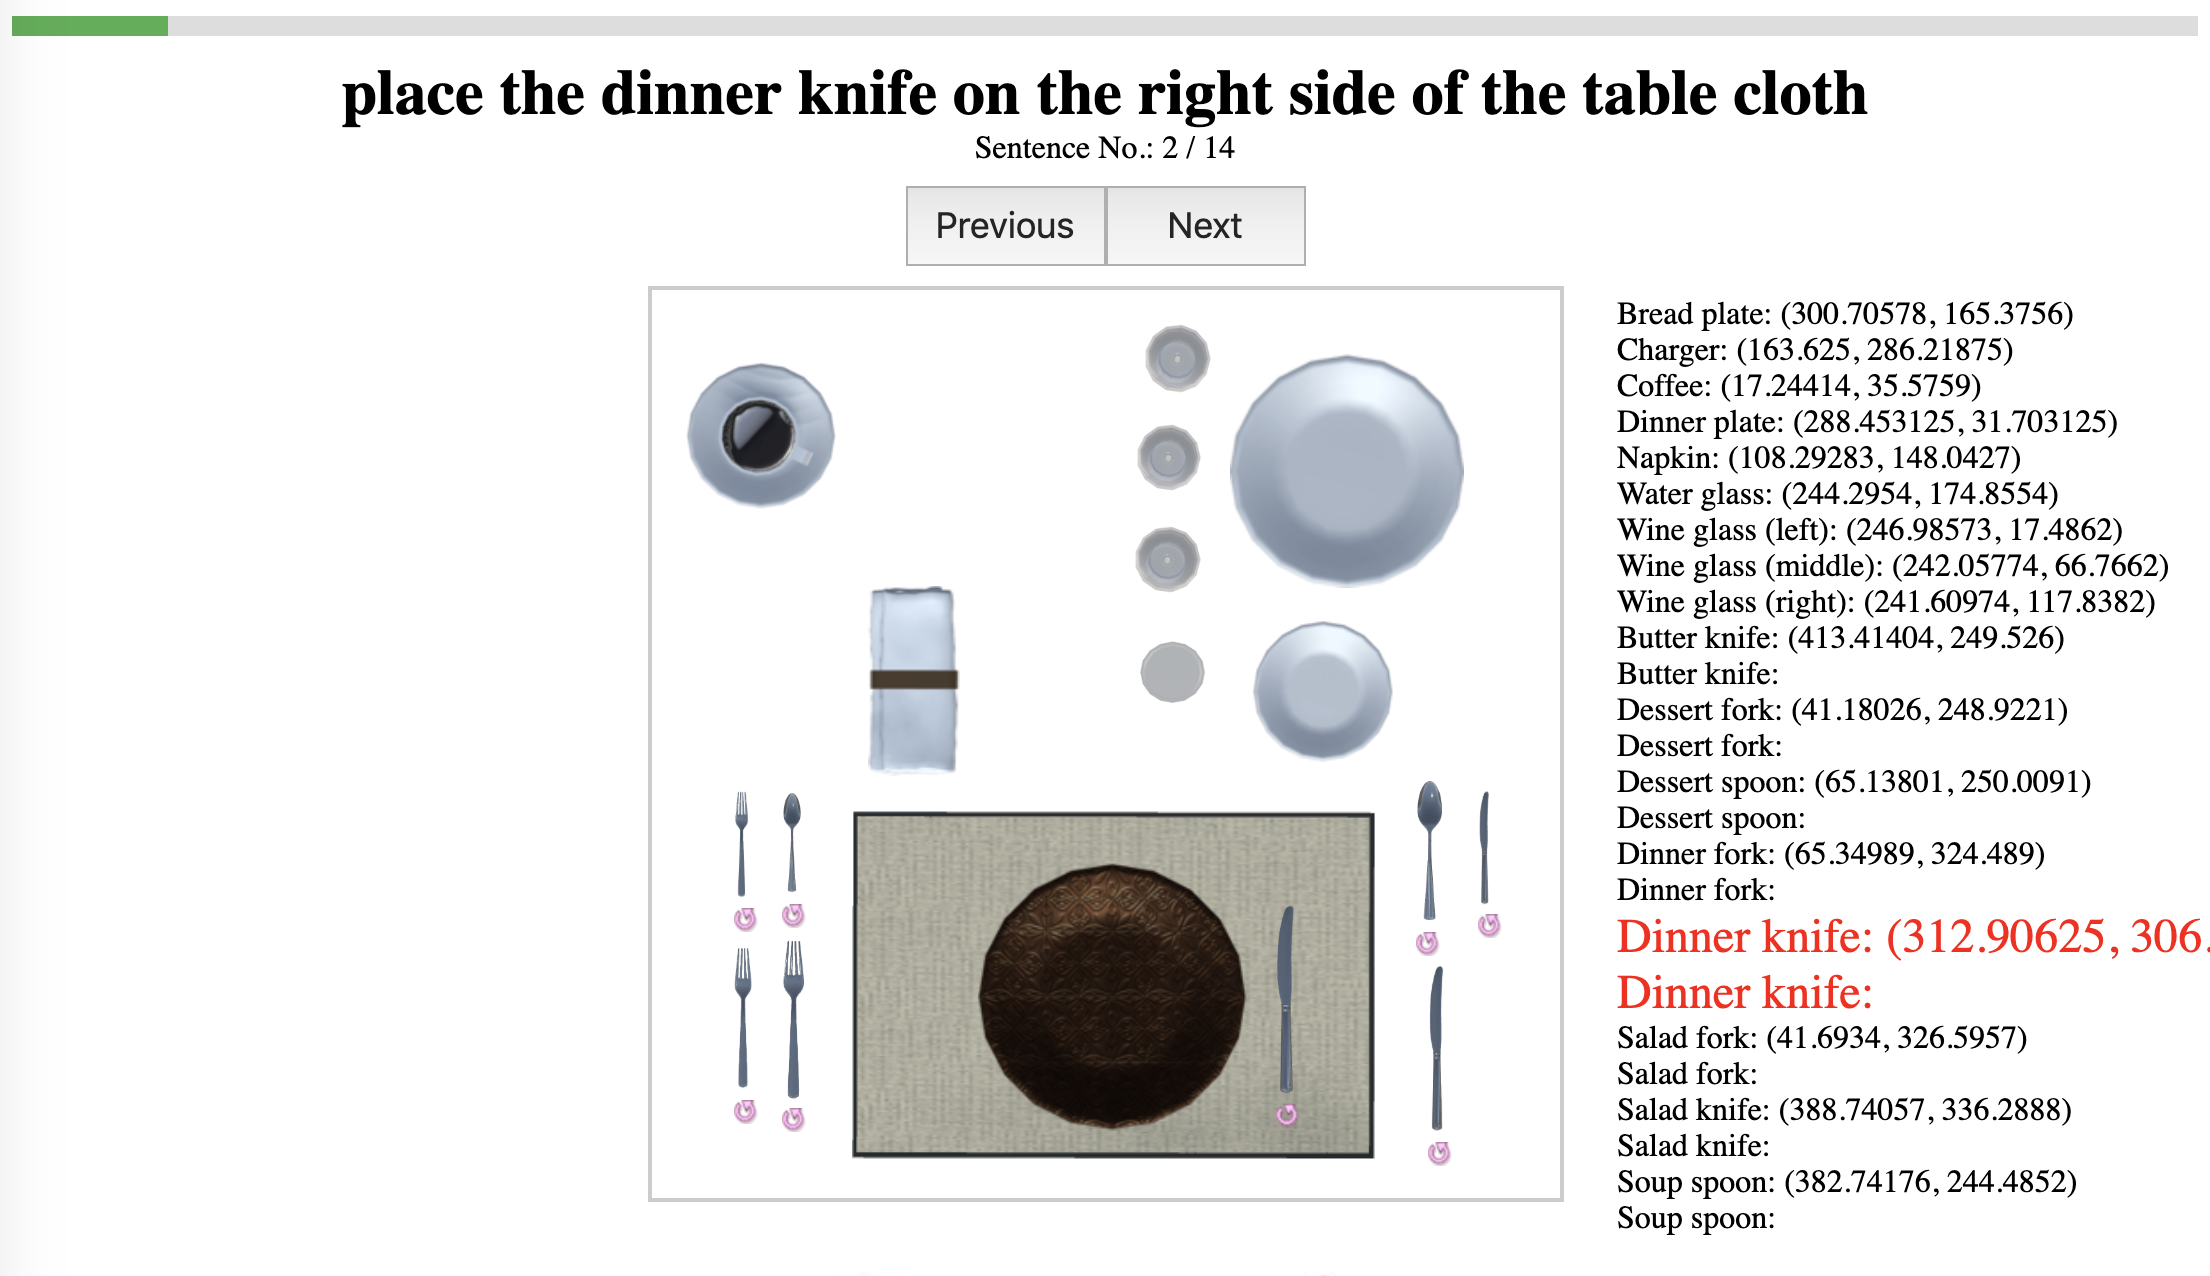 place the dinner knife on the right side of the table cloth
Sentence No.: 2 / 14
Previous Next
Bread plate: (300.70578, 165.3756)
Charger: (163.625, 286.21875)
Coffee: (17.24414, 35.5759)
Dinner plate: (288.453125, 31.703125)
Napkin: (108.29283, 148.0427)
Water glass: (244.2954, 174.8554)
Wine glass (left): (246.98573, 17.4862)
Wine glass (middle): (242.05774, 66.7662)
Wine glass (right): (241.60974, 117.8382)
Butter knife: (413.41404, 249.526)
Butter knife:
Dessert fork: (41.18026, 248.9221)
Dessert fork:
Dessert spoon: (65.13801, 250.0091)
Dessert spoon:
Dinner fork: (65.34989, 324.489)
Dinner fork:
Dinner knife: (312.90625, 306.
Dinner knife:
Salad fork: (41.6934, 326.5957)
Salad fork:
Salad knife: (388.74057, 336.2888)
Salad knife:
Soup spoon: (382.74176, 244.4852)
Soup spoon: